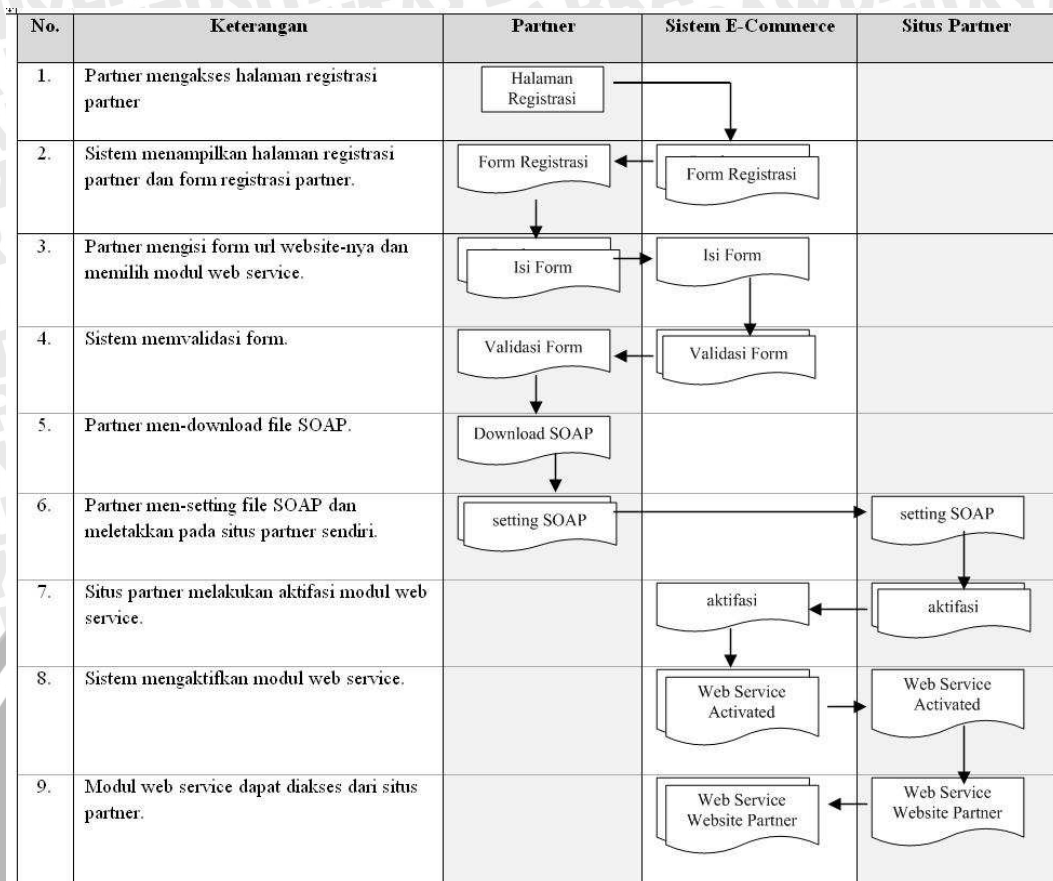 No. Keterangan Partner Sistem E-Commerce Situs Partner
1. Partner mengakses halaman registrasi
partner
Halaman
Registrasi
2. Sistem menampilkan halaman registrasi
partner dan form registrasi partner.
Form Registrasi
Form Registrasi
3. Partner mengisi form url website-nya dan
memilih modul web service.
Isi Form
Isi Form
4. Sistem memvalidasi form.
Validasi Form
Validasi Form
5. Partner men-download file SOAP.
Download SOAP
6. Partner men-setting file SOAP dan
meletakkan pada situs partner sendiri.
setting SOAP
setting SOAP
7. Situs partner melakukan aktifasi modul web
service.
aktifasi
aktifasi
8. Sistem mengaktifkan modul web service.
Web Service
Activated
Web Service
Activated
9. Modul web service dapat diakses dari situs
partner.
Web Service
Website Partner
Web Service
Website Partner